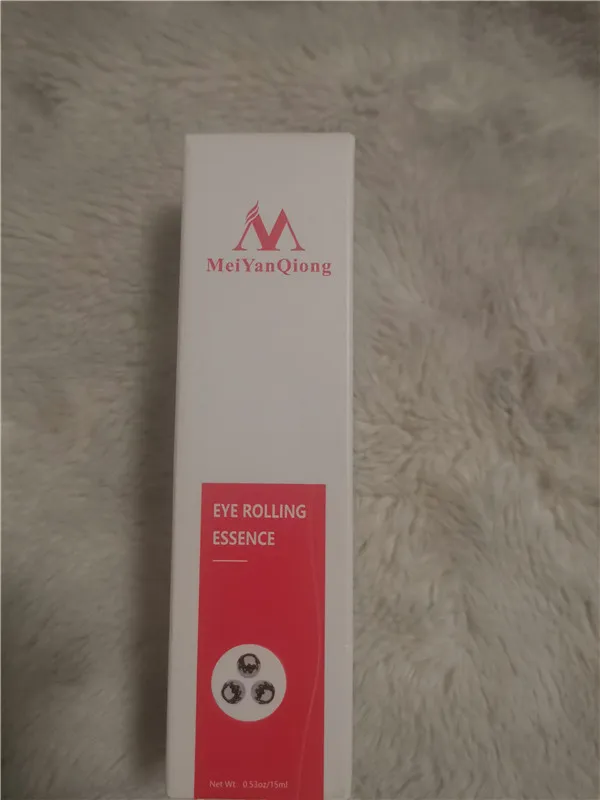 MeiYanQiong
EYE ROLLING
ESSENCE
Net Wt: 0.53oz/15ml